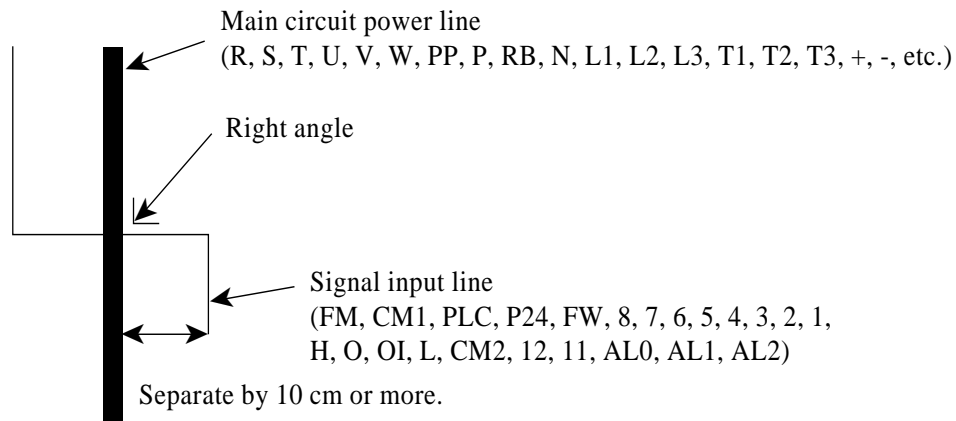 Main circuit power line
(R, S, T, U, V, W, PP, P, RB, N, L1, L2, L3, T1, T2, T3, +, -, etc.)
Right angle
Signal input line
(FM, CM1, PLC, P24, FW, 8, 7, 6, 5, 4, 3, 2, 1,
H, O, OI, L, CM2, 12, 11, AL0, AL1, AL2)
Separate by 10 cm or more.